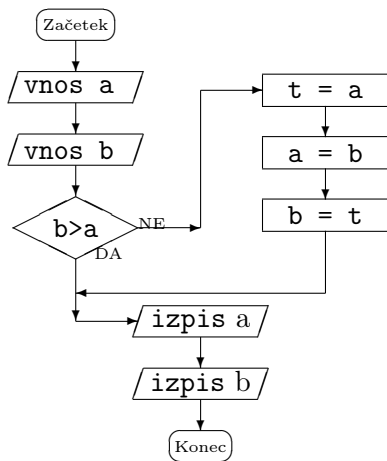 Začetek
vnos a
vnos b
b>a
NE
DA
t = a
a = b
b = t
izpis a
izpis b
Konec